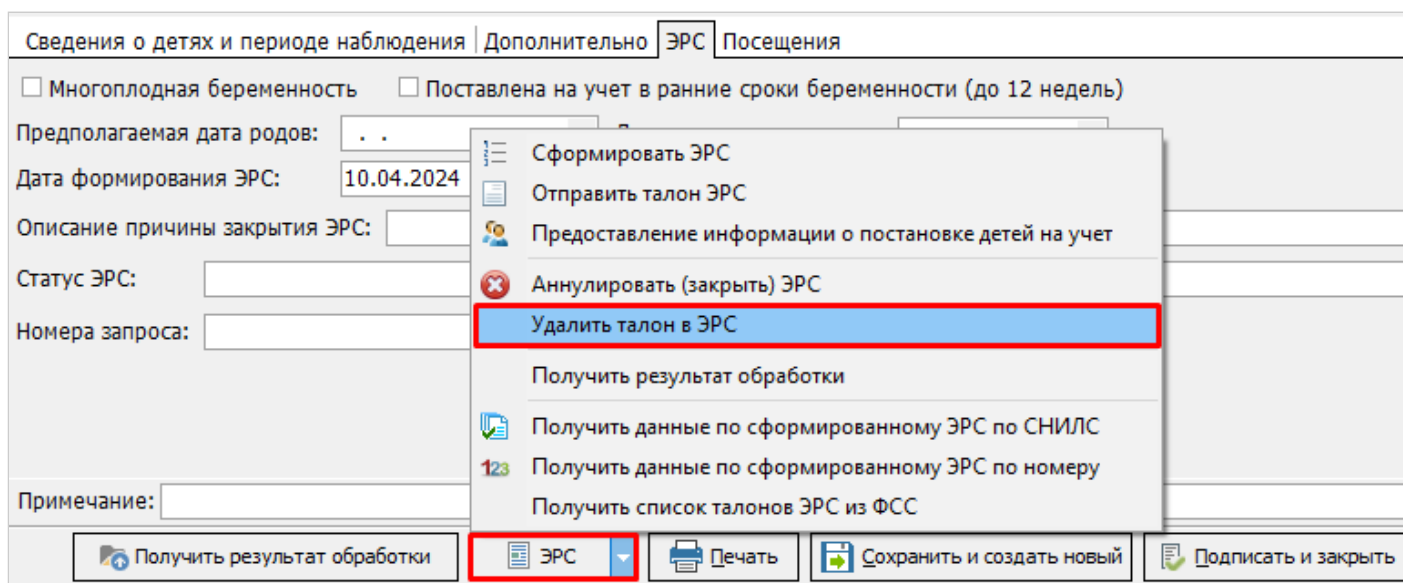 Сведения о детях и периоде наблюдения Дополнительно ЭРС Посещения
Многоплодная беременность Поставлена на учет в ранние сроки беременности (до 12 недель)
Предполагаемая дата родов: . .
Дата формирования ЭРС: 10.04.2024
Описание причины закрытия ЭРС:
Статус ЭРС:
Номера запроса:
Сформировать ЭРС
Отправить талон ЭРС
Предоставление информации о постановке детей на учет
Аннулировать (закрыть) ЭРС
Удалить талон в ЭРС
Получить результат обработки
Получить данные по сформированному ЭРС по СНИЛС
123 Получить данные по сформированному ЭРС по номеру
Получить список талонов ЭРС из ФСС
Примечание:
Получить результат обработки ЭРС Печать Сохранить и создать новый Подписать и закрыть